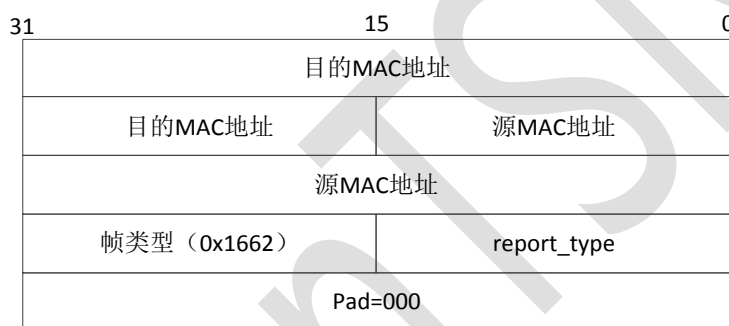 31 15 0
目的MAC地址
目的MAC地址 源MAC地址
源MAC地址
帧类型（0x1662） report_type
Pad=000